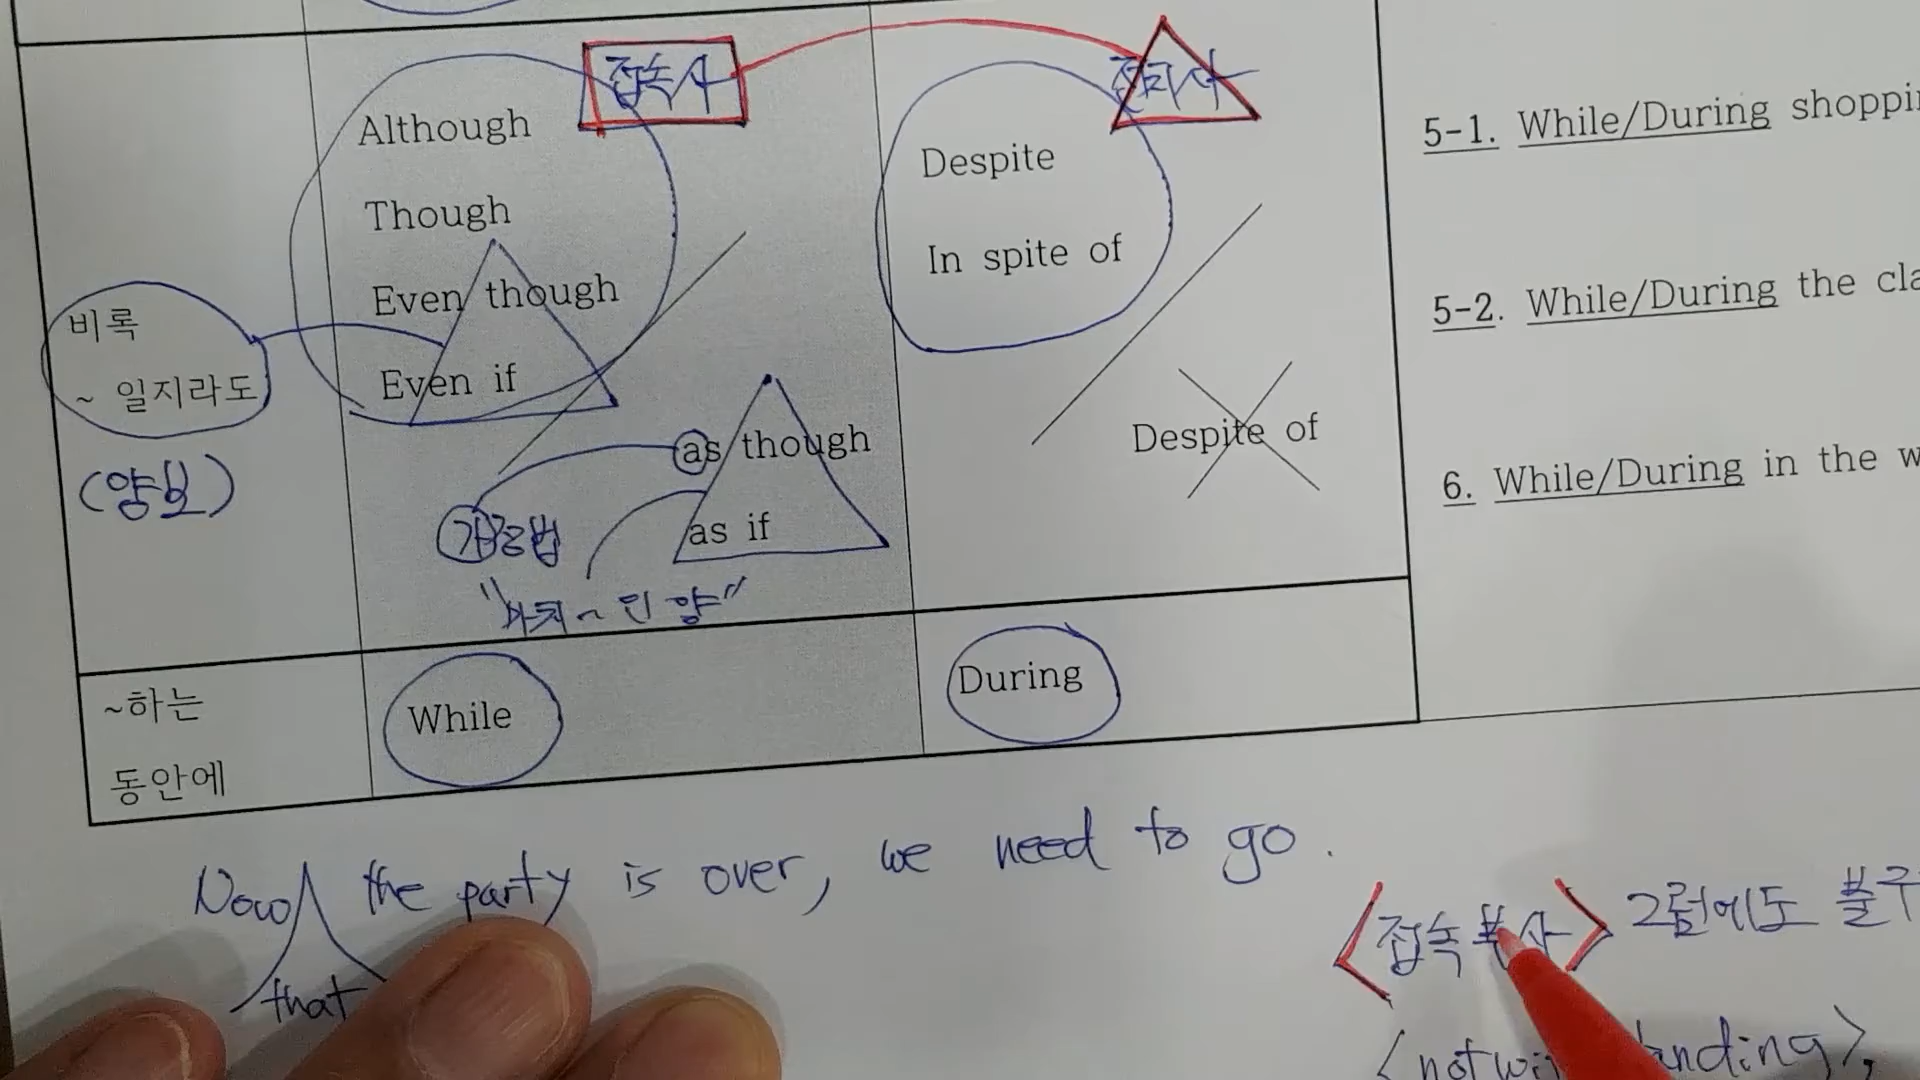 접속사
전치사
Although
Though
Even though
Even if
Despite
In spite of
Despite of
비록
~ 일지라도
(양보)
as though
as if
가정법
"마치~인 양"
~하는
동안에
While
During
5-1. While/During shoppi
5-2. While/During the cla
6. While/During in the w
Now the party is over, we need to go.
that
<접속부사> 그럼에도 불구